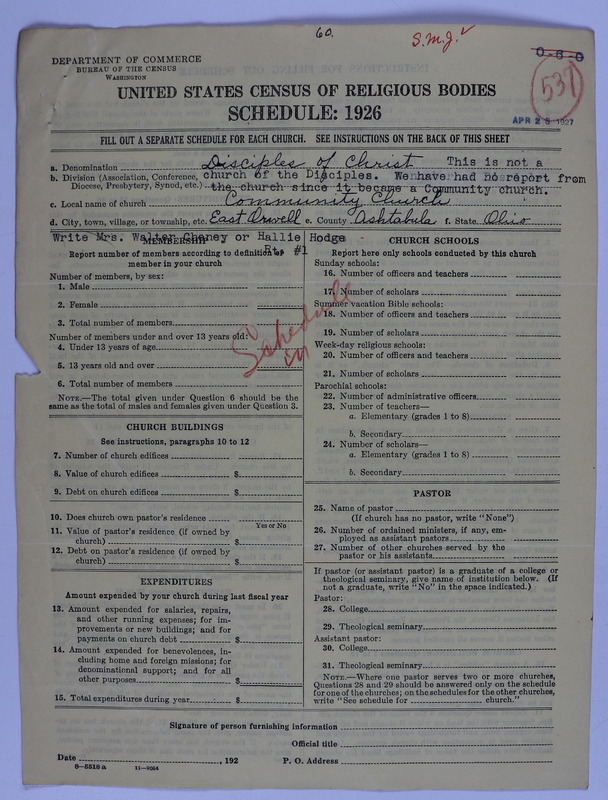 60.
S.M.J. ✓
0-6-0
537
DEPARTMENT OF COMMERCE
BUREAU OF THE CENSUS
WASHINGTON
UNITED STATES CENSUS OF RELIGIOUS BODIES
SCHEDULE: 1926
APR 25 1927
FILL OUT A SEPARATE SCHEDULE FOR EACH CHURCH. SEE INSTRUCTIONS ON THE BACK OF THIS SHEET
a. Denomination Disciples of Christ This is not a
b. Division (Association, Conference, church of the Disciples. We have had no report from
Diocese, Presbytery, Synod, etc.) the church since it became a Community church.
c. Local name of church Community Church
d. City, town, village, or township, etc. East Orwell e. County Ashtabula f. State Ohio
Write Mrs. Walter Cheney or Hallie Hodge
Rt. #1
MEMBERSHIP
Report number of members according to definition of
member in your church
Number of members, by sex:
1. Male
2. Female
3. Total number of members
Number of members under and over 13 years old:
4. Under 13 years of age
5. 13 years old and over
6. Total number of members
NOTE.—The total given under Question 6 should be the
same as the total of males and females given under Question 3.
Schedule
in
CHURCH BUILDINGS
See instructions, paragraphs 10 to 12
7. Number of church edifices
8. Value of church edifices $
9. Debt on church edifices $
10. Does church own pastor's residence
Yes or No
11. Value of pastor's residence (if owned by
church) $
12. Debt on pastor's residence (if owned by
church) $
EXPENDITURES
Amount expended by your church during last fiscal year
13. Amount expended for salaries, repairs,
and other running expenses; for im-
provements or new buildings; and for
payments on church debt $
14. Amount expended for benevolences, in-
cluding home and foreign missions; for
denominational support; and for all
other purposes $
15. Total expenditures during year $
CHURCH SCHOOLS
Report here only schools conducted by this church
Sunday schools:
16. Number of officers and teachers
17. Number of scholars
Summer vacation Bible schools:
18. Number of officers and teachers
19. Number of scholars
Week-day religious schools:
20. Number of officers and teachers
21. Number of scholars
Parochial schools:
22. Number of administrative officers
23. Number of teachers—
a. Elementary (grades 1 to 8)
b. Secondary
24. Number of scholars—
a. Elementary (grades 1 to 8)
b. Secondary
PASTOR
25. Name of pastor
(If church has no pastor, write "None")
26. Number of ordained ministers, if any, em-
ployed as assistant pastors
27. Number of other churches served by the
pastor or his assistants
If pastor (or assistant pastor) is a graduate of a college or
theological seminary, give name of institution below. (If
not a graduate, write "No" in the space indicated.)
Pastor:
28. College
29. Theological seminary
Assistant pastor:
30. College
31. Theological seminary
NOTE.—Where one pastor serves two or more churches,
Questions 28 and 29 should be answered only on the schedule
for one of the churches; on the schedules for the other churches,
write "See schedule for church."
Signature of person furnishing information
Official title
Date , 192 P. O. Address
8—5518 a 11—9064